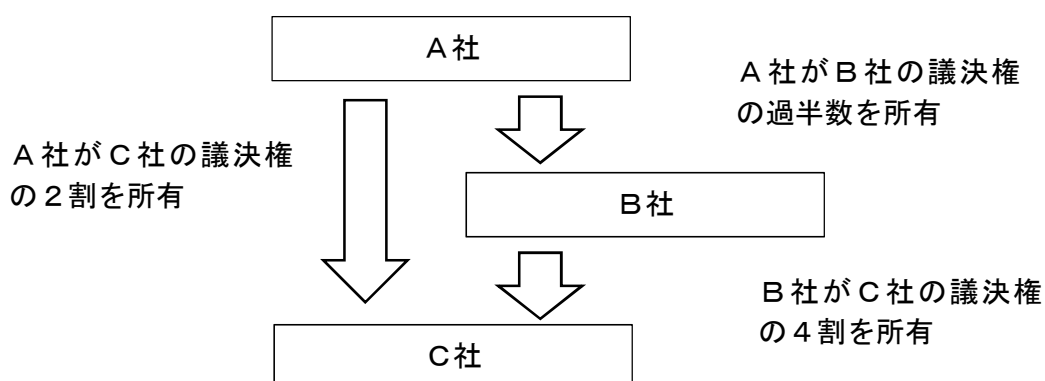 A社
A社がB社の議決権
の過半数を所有
A社がC社の議決権
の2割を所有
B社
B社がC社の議決権
の4割を所有
C社